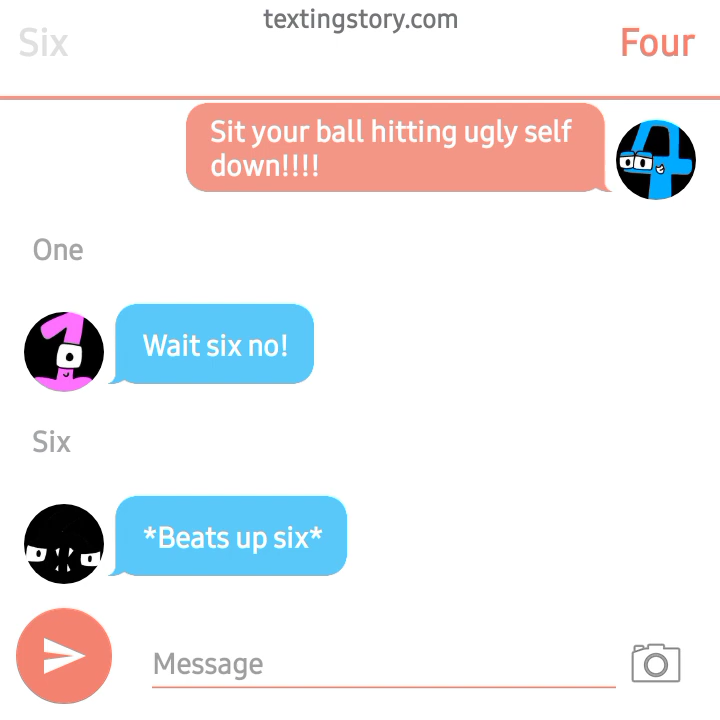 textingstory.com
Six
Four
Sit your ball hitting ugly self
down!!!!
One
Wait six no!
Six
*Beats up six*
Message